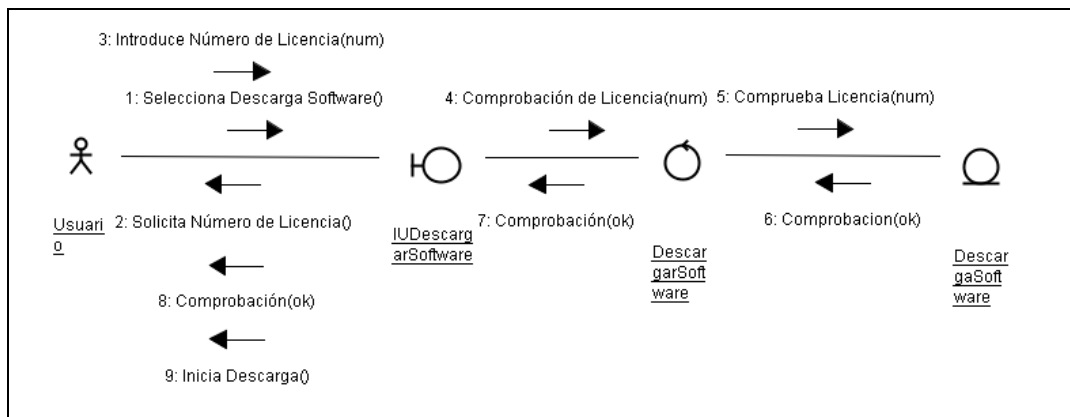 3: Introduce Número de Licencia(num)
1: Selecciona Descarga Software()
4: Comprobación de Licencia(num)
5: Comprueba Licencia(num)
Usuari
o
2: Solicita Número de Licencia()
IUDescarg
arSoftware
7: Comprobación(ok)
6: Comprobacion(ok)
Descar
garSoft
ware
Descar
gaSoft
ware
8: Comprobación(ok)
9: Inicia Descarga()